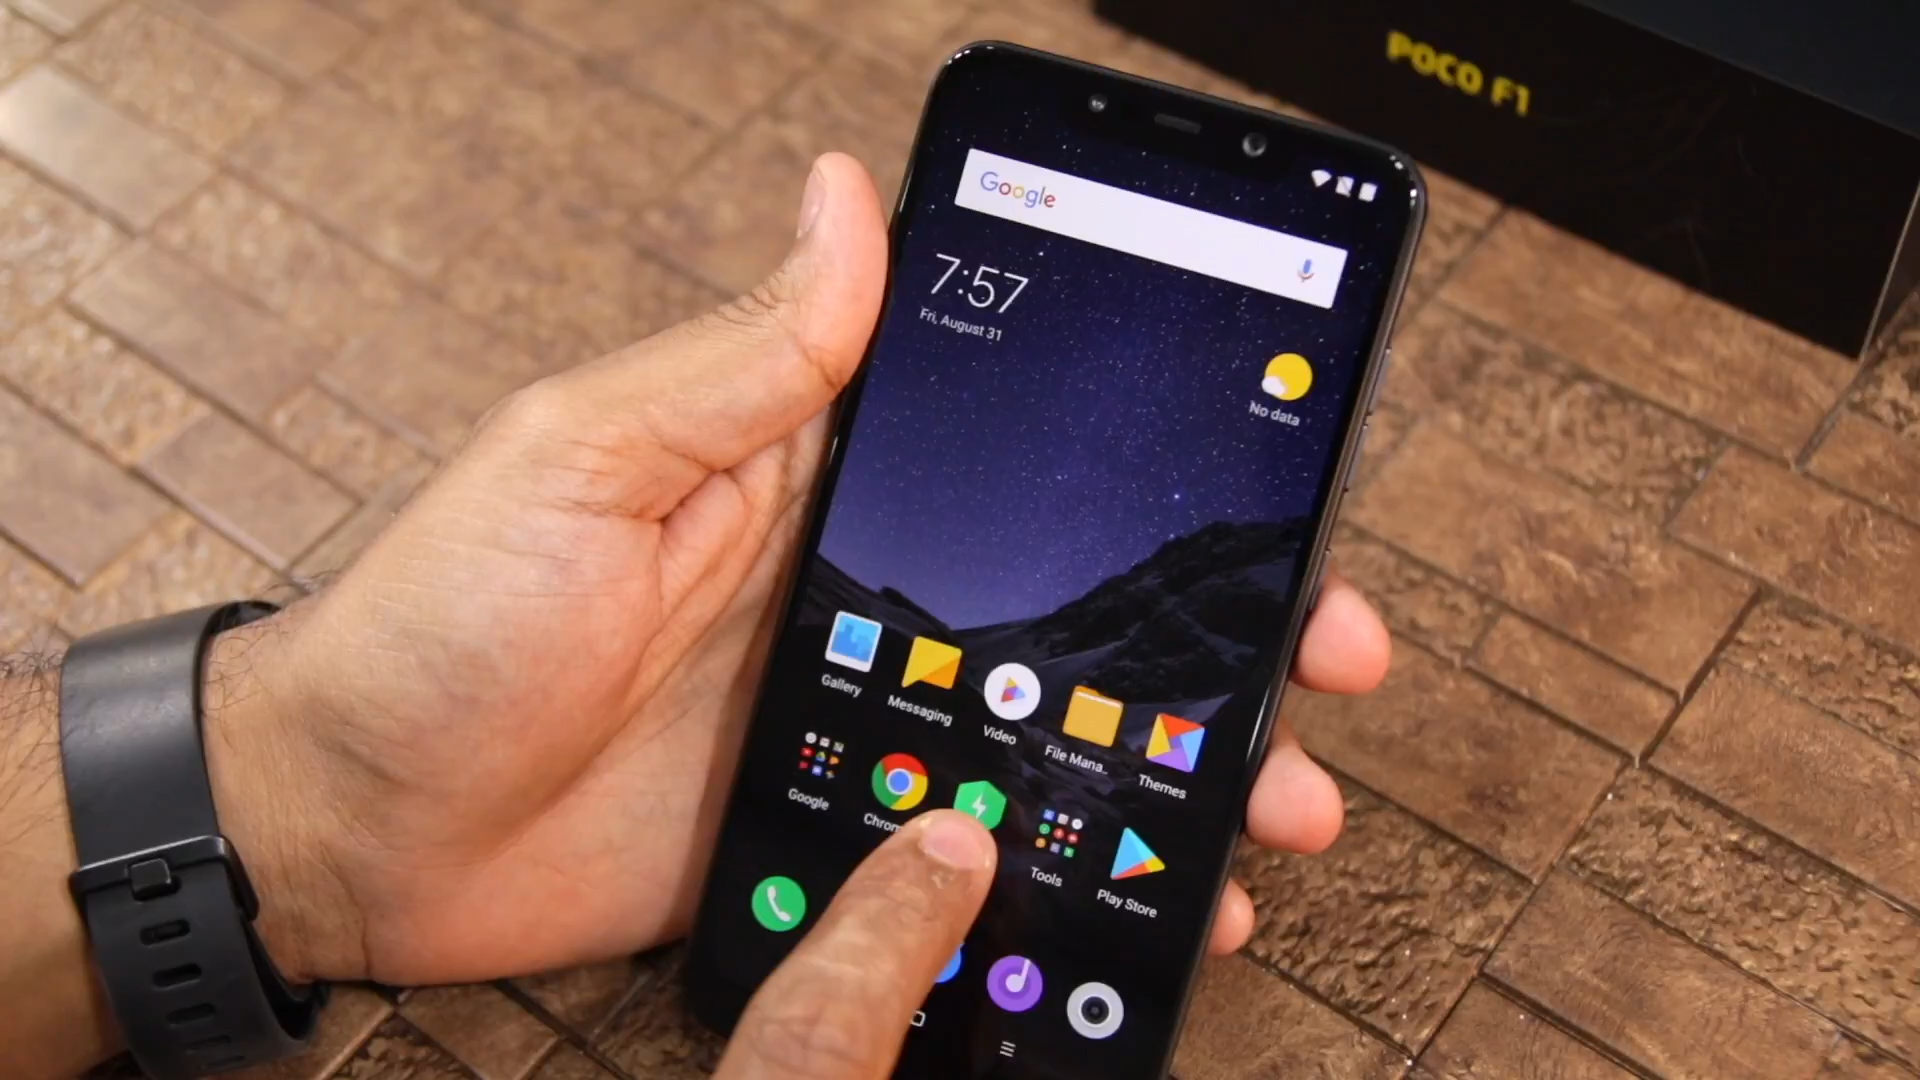 POCO F1
Google
7:57
Fri, August 31
No data
Gallery
Messaging
Video
File Mana..
Themes
Google
Chrom
Tools
Play Store